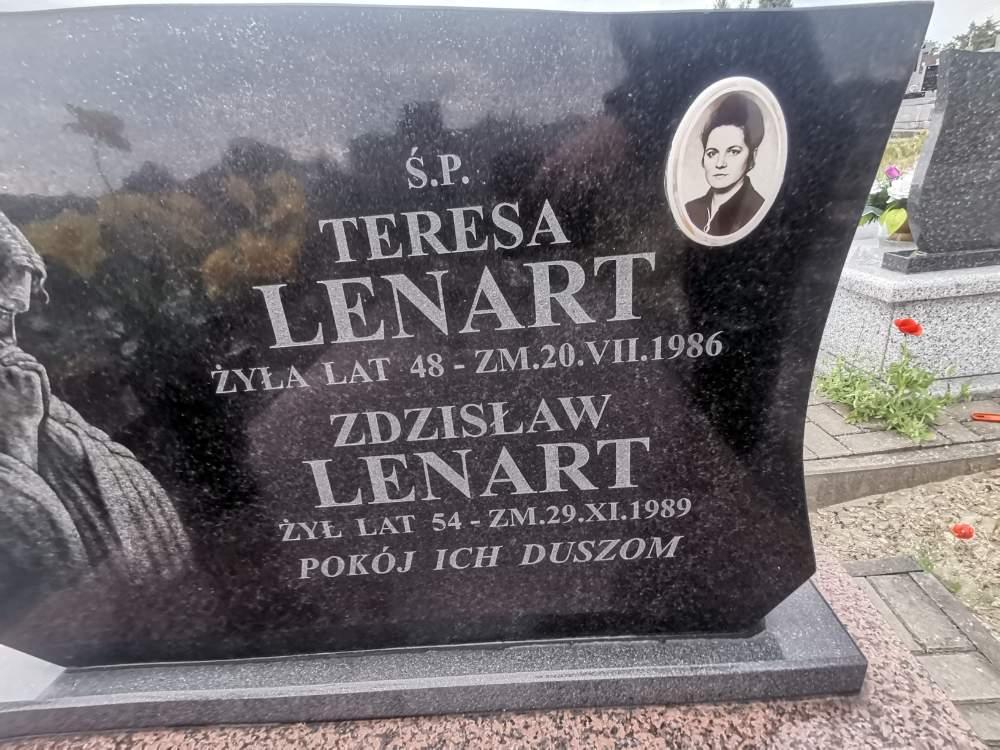 Ś.P.
TERESA
LENART
ŻYŁA LAT 48 - ZM.20.VII.1986
ZDZISŁAW
LENART
ŻYŁ LAT 54 - ZM.29.XI.1989
POKÓJ ICH DUSZOM